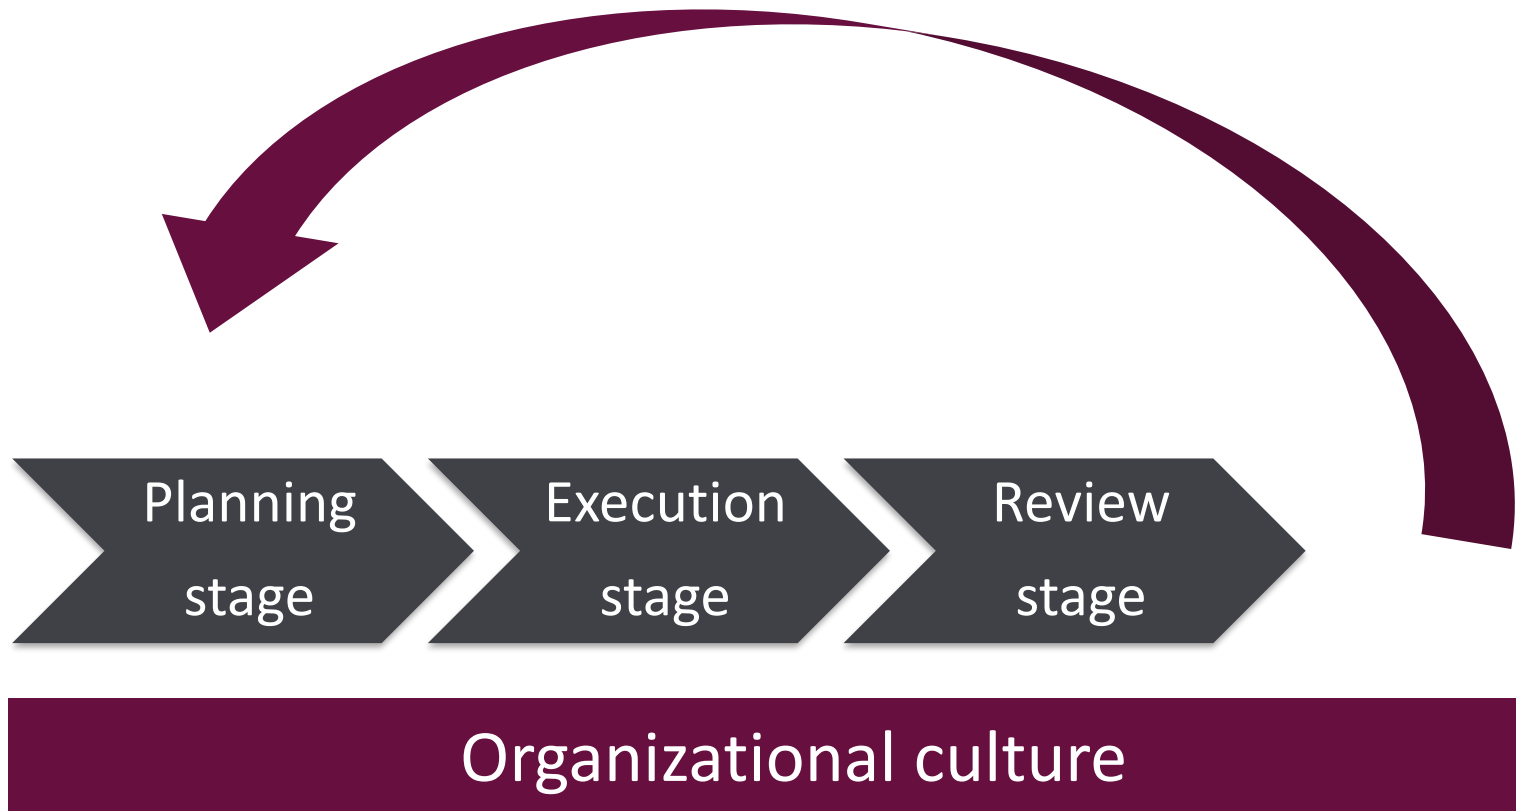 Planning
stage
Execution
stage
Review
stage
Organizational culture